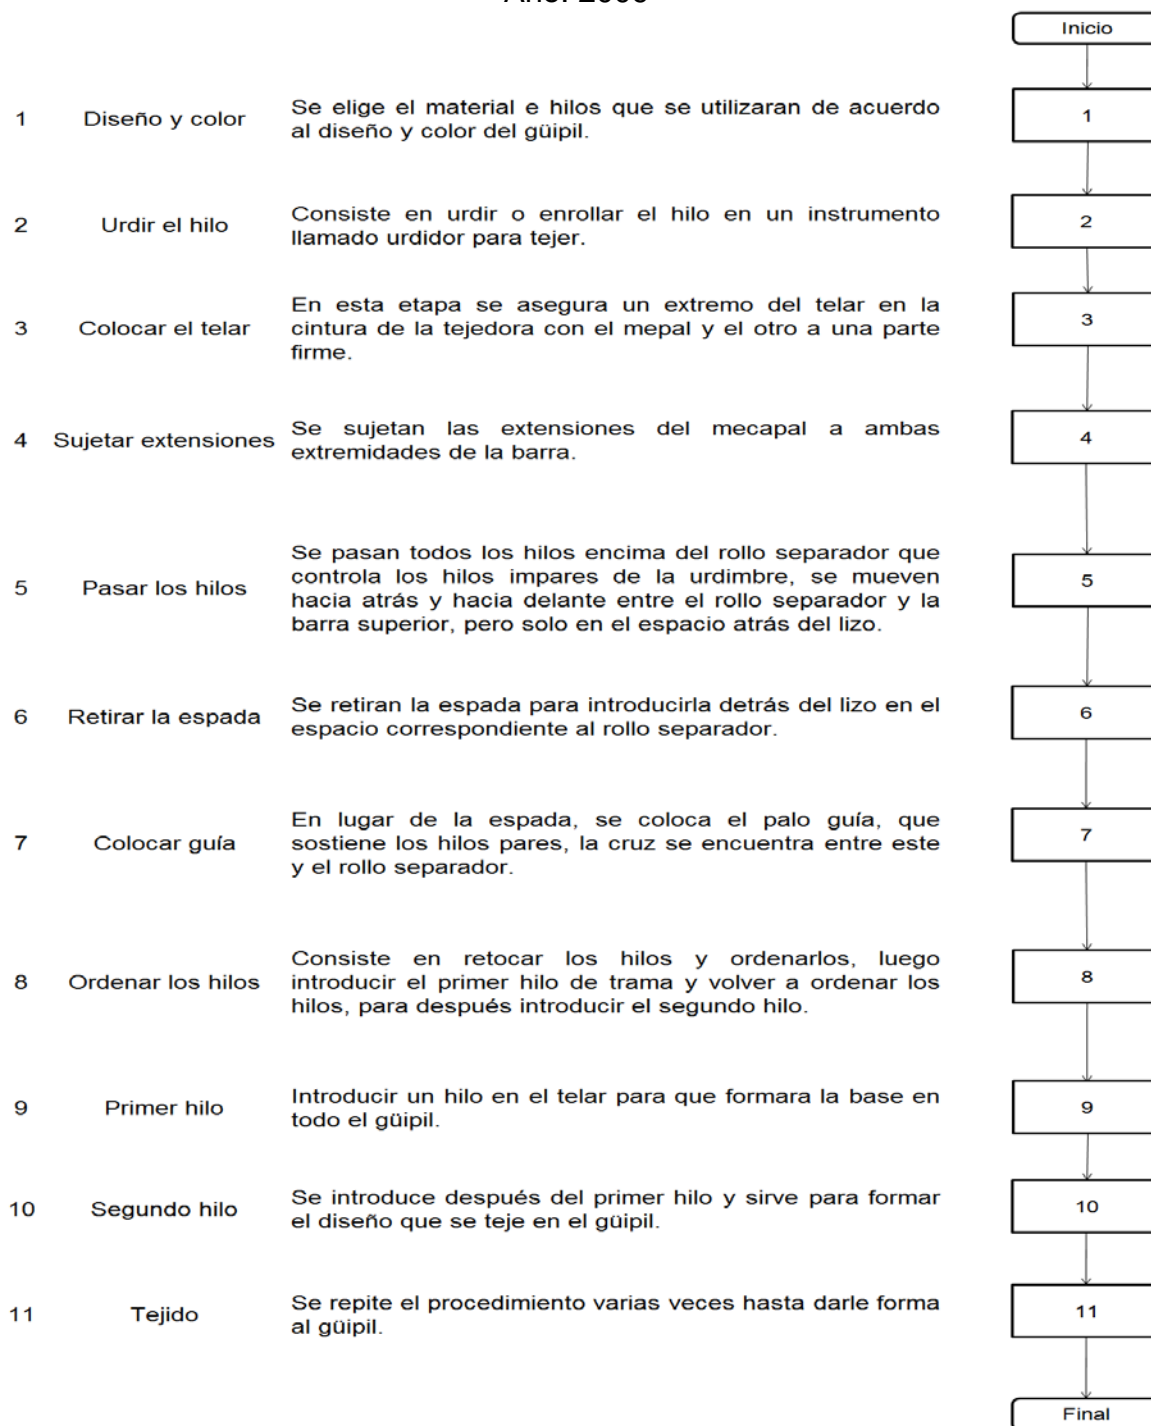 Inicio
1 Diseño y color Se elige el material e hilos que se utilizaran de acuerdo
al diseño y color del güipil.
1
2 Urdir el hilo Consiste en urdir o enrollar el hilo en un instrumento
llamado urdidor para tejer.
2
3 Colocar el telar En esta etapa se asegura un extremo del telar en la
cintura de la tejedora con el mepal y el otro a una parte
firme.
3
4 Sujetar extensiones Se sujetan las extensiones del mecapal a ambas
extremidades de la barra.
4
5 Pasar los hilos Se pasan todos los hilos encima del rollo separador que
controla los hilos impares de la urdimbre, se mueven
hacia atrás y hacia delante entre el rollo separador y la
barra superior, pero solo en el espacio atrás del lizo.
5
6 Retirar la espada Se retiran la espada para introducirla detrás del lizo en el
espacio correspondiente al rollo separador.
6
7 Colocar guía En lugar de la espada, se coloca el palo guía, que
sostiene los hilos pares, la cruz se encuentra entre este
y el rollo separador.
7
8 Ordenar los hilos Consiste en retocar los hilos y ordenarlos, luego
introducir el primer hilo de trama y volver a ordenar los
hilos, para después introducir el segundo hilo.
8
9 Primer hilo Introducir un hilo en el telar para que formara la base en
todo el güipil.
9
10 Segundo hilo Se introduce después del primer hilo y sirve para formar
el diseño que se teje en el güipil.
10
11 Tejido Se repite el procedimiento varias veces hasta darle forma
al güipil.
11
Final